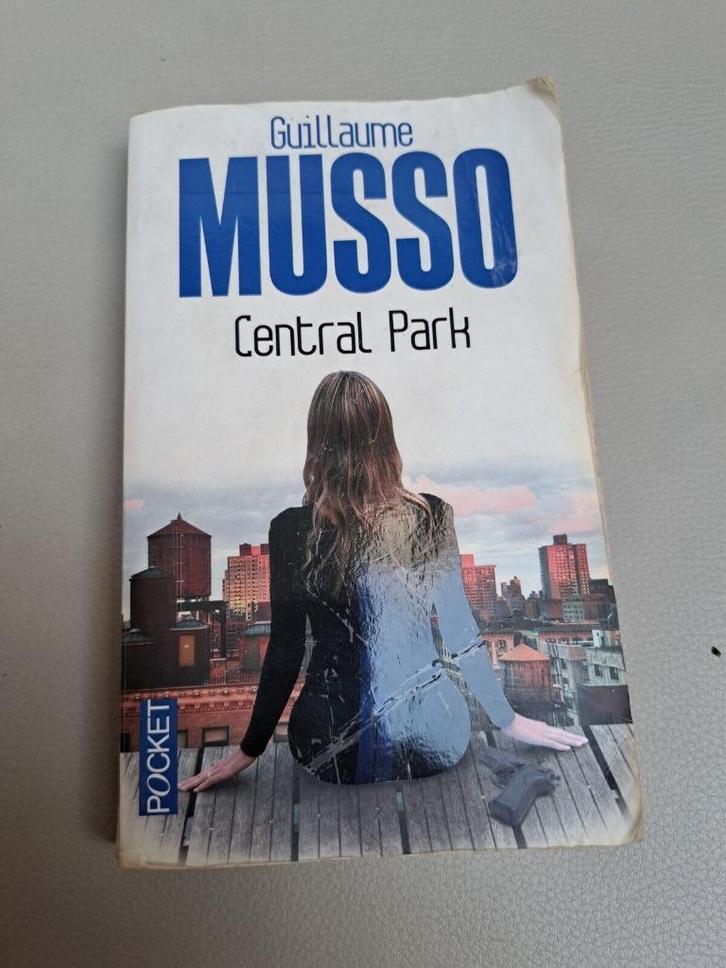 Guillaume
MUSSO
Central Park
POCKET